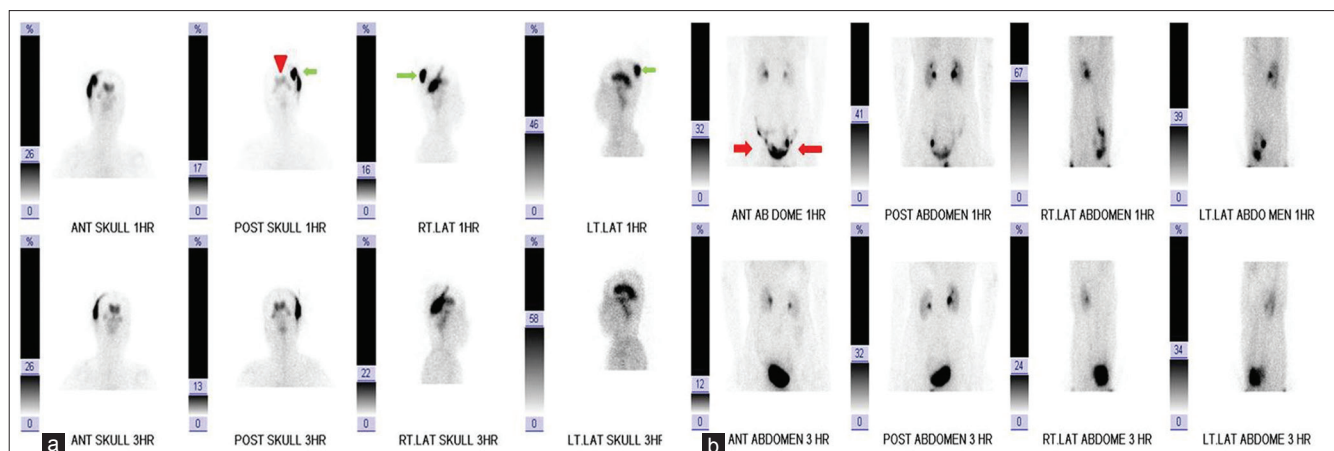 %
26
0
ANT SKULL 1HR
%
17
0
POST SKULL 1HR
%
16
0
RT.LAT 1HR
%
46
0
LT.LAT 1HR
%
26
0
ANT SKULL 3HR
%
13
0
POST SKULL 3HR
%
22
0
RT.LAT SKULL 3HR
%
58
0
LT.LAT SKULL 3HF
a
%
32
0
ANT AB DOME 1HR
%
41
0
POST ABDOMEN 1HR
%
67
0
RT.LAT ABDOMEN 1HR
%
39
0
LT.LAT ABDO MEN 1HR
%
12
0
ANT ABDOMEN 3 HR
%
32
0
POST ABDOMEN 3 HR
%
24
0
RT.LAT ABDOME 3 HR
%
34
0
LT.LAT ABDOME 3 HR
b